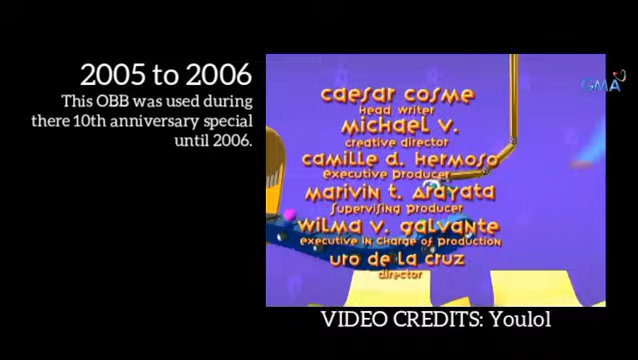 2005 to 2006
This OBB was used during
there 10th anniversary special
until 2006.
GMA
caesar cosme
head writer
michael v.
creative director
camille d. hermoso
executive producer
marivin t. arayata
supervising producer
wilma v. galvante
executive in charge of production
uro de la cruz
director
VIDEO CREDITS: Youlol